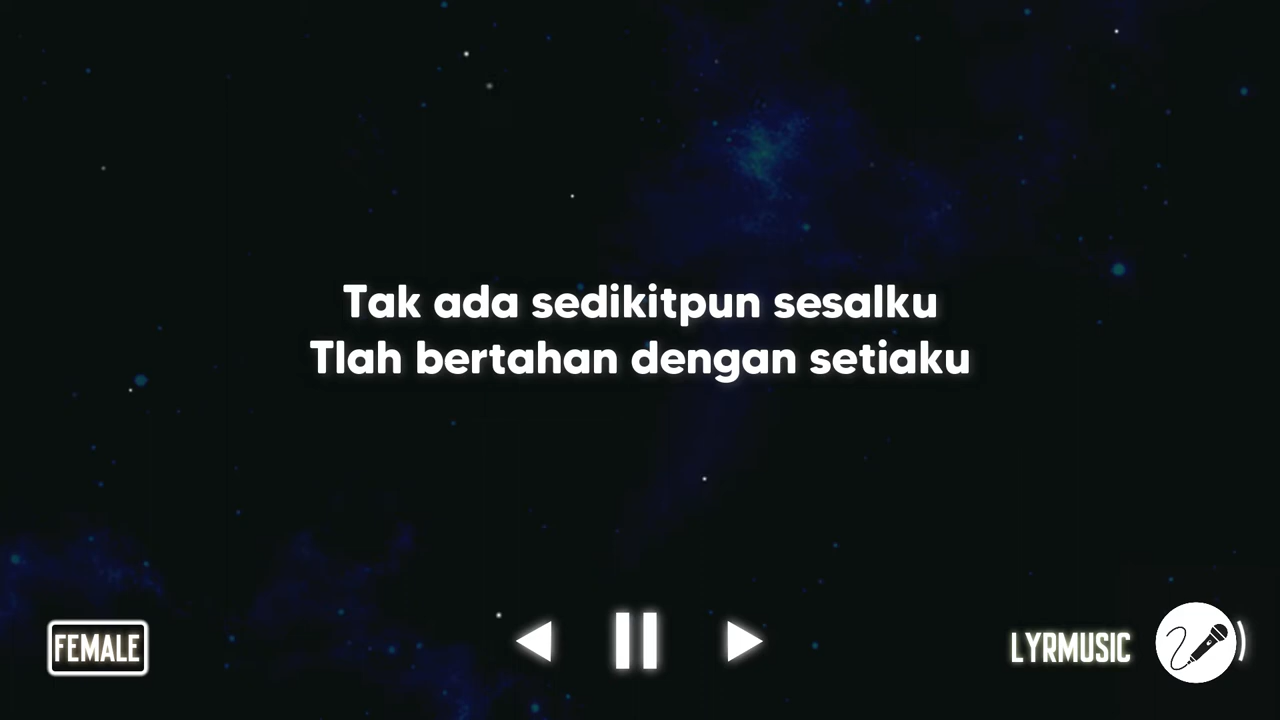 Tak ada sedikitpun sesalku
Tlah bertahan dengan setiaku
FEMALE
LYRMUSIC